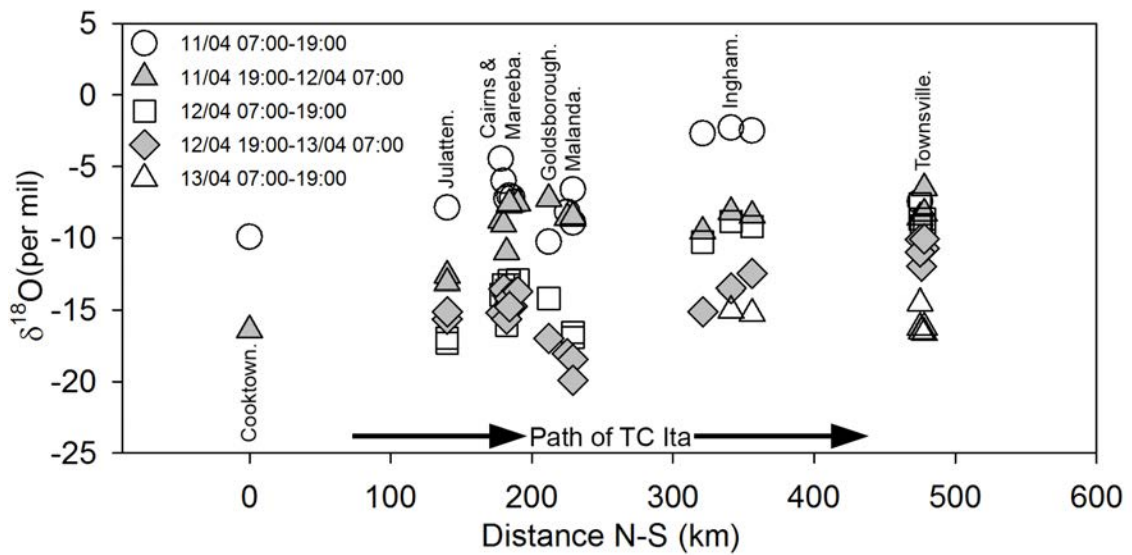 5
0
-5
-10
-15
-20
-25
δ18O(per mil)
11/04 07:00-19:00
11/04 19:00-12/04 07:00
12/04 07:00-19:00
12/04 19:00-13/04 07:00
13/04 07:00-19:00
Cooktown.
Julatten.
Cairns &
Mareeba.
Goldsborough.
Malanda.
Ingham.
Townsville.
Path of TC Ita
0 100 200 300 400 500 600
Distance N-S (km)